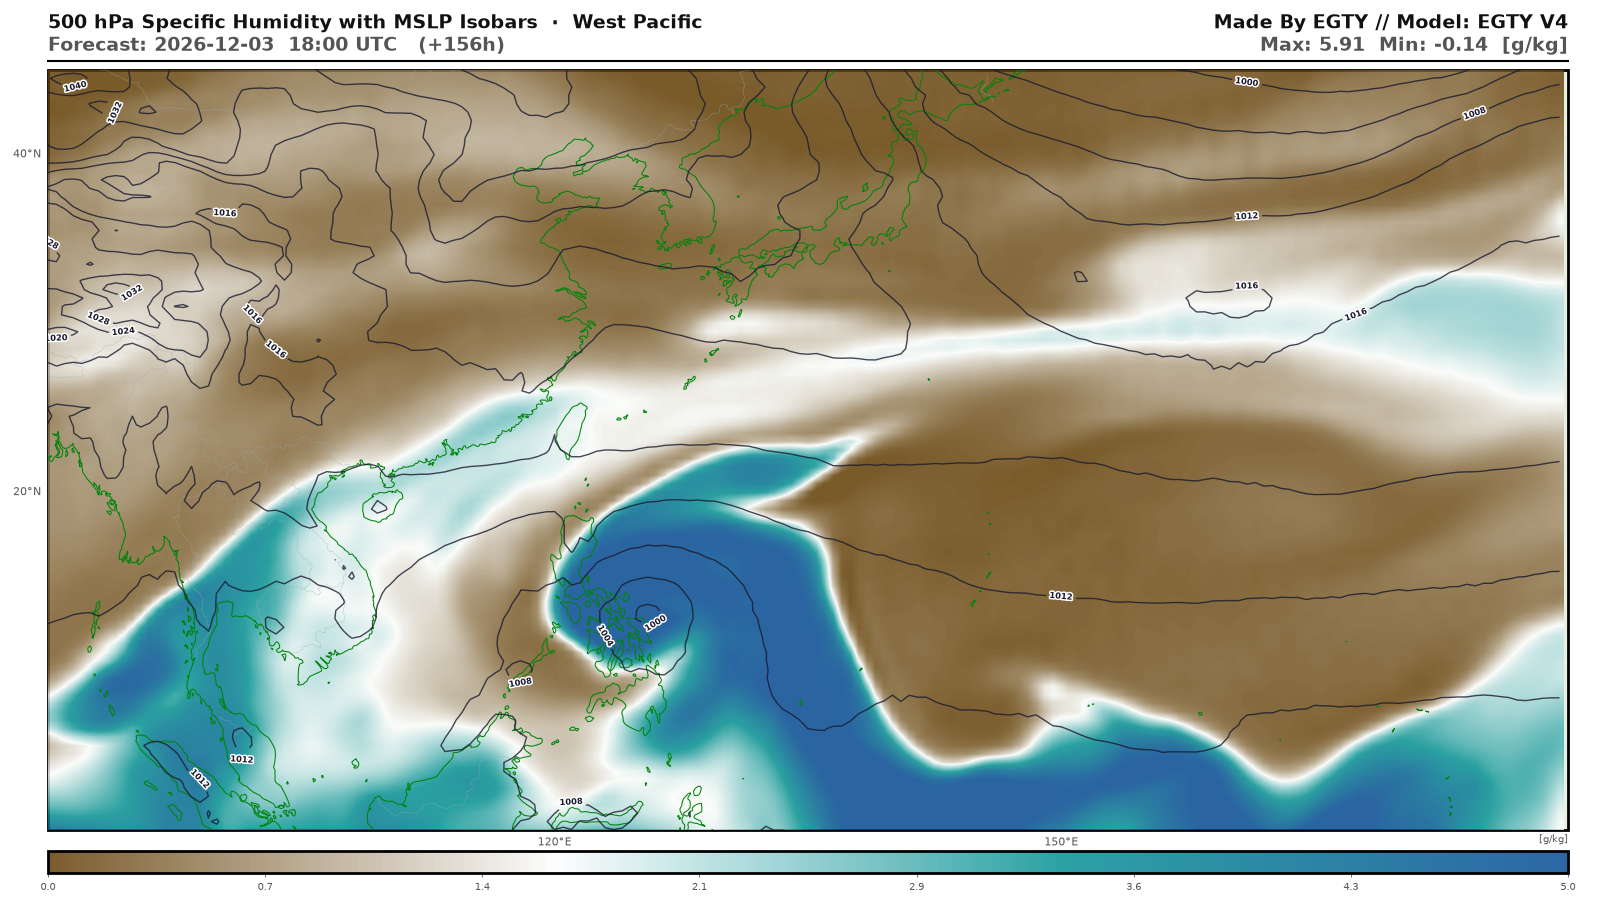 500 hPa Specific Humidity with MSLP Isobars · West Pacific
Made By EGTY // Model: EGTY V4
Forecast: 2026-12-03 18:00 UTC (+156h)
Max: 5.91 Min: -0.14 [g/kg]
1040
1000
1032
1008
40°N
1016
1012
28
1032
1016
1028
1016
1016
1024
1020
1016
20°N
1012
1000
1004
1008
1012
1012
1008
120°E
150°E
[g/kg]
0.0 0.7 1.4 2.1 2.9 3.6 4.3 5.0